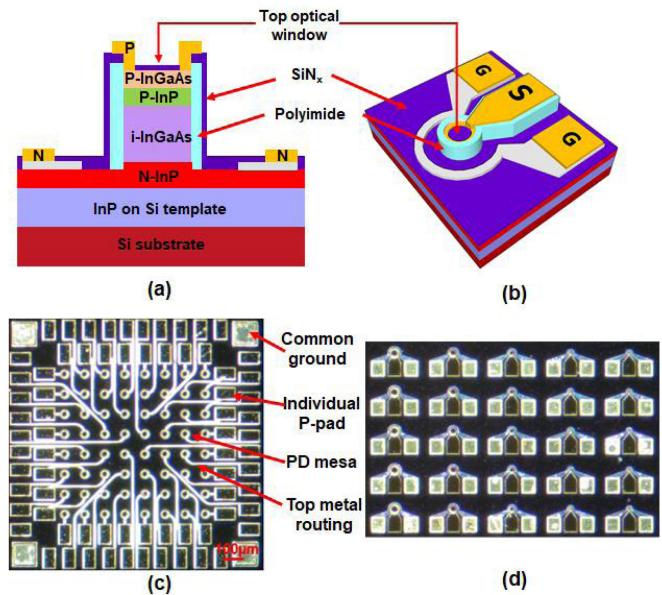 P
P-InGaAs
P-InP
i-InGaAs
N
N
N-InP
InP on Si template
Si substrate
(a)
Top optical
window
SiNx
Polyimide
G
S
G
(b)
Common
ground
Individual
P-pad
PD mesa
Top metal
routing
100μm
(c)
(d)